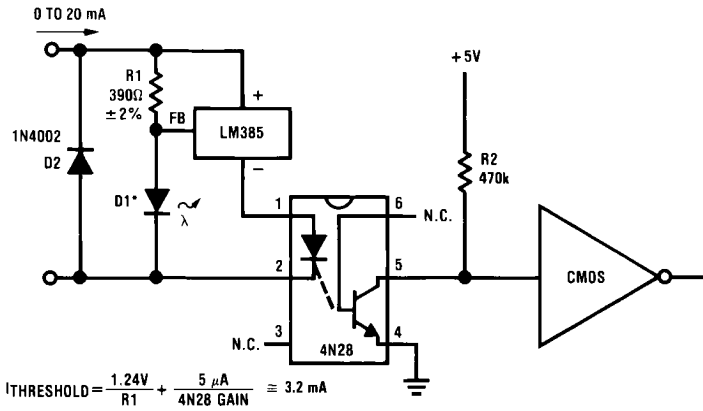 0 TO 20 mA
+5V
R1
390Ω
±2%
FB
+
LM385
−
1N4002
D2
R2
470k
D1*
λ
1
6
N.C.
2
5
CMOS
N.C.
3
4
4N28
ITHRESHOLD = 1.24V / R1 + 5 μA / 4N28 GAIN ≅ 3.2 mA